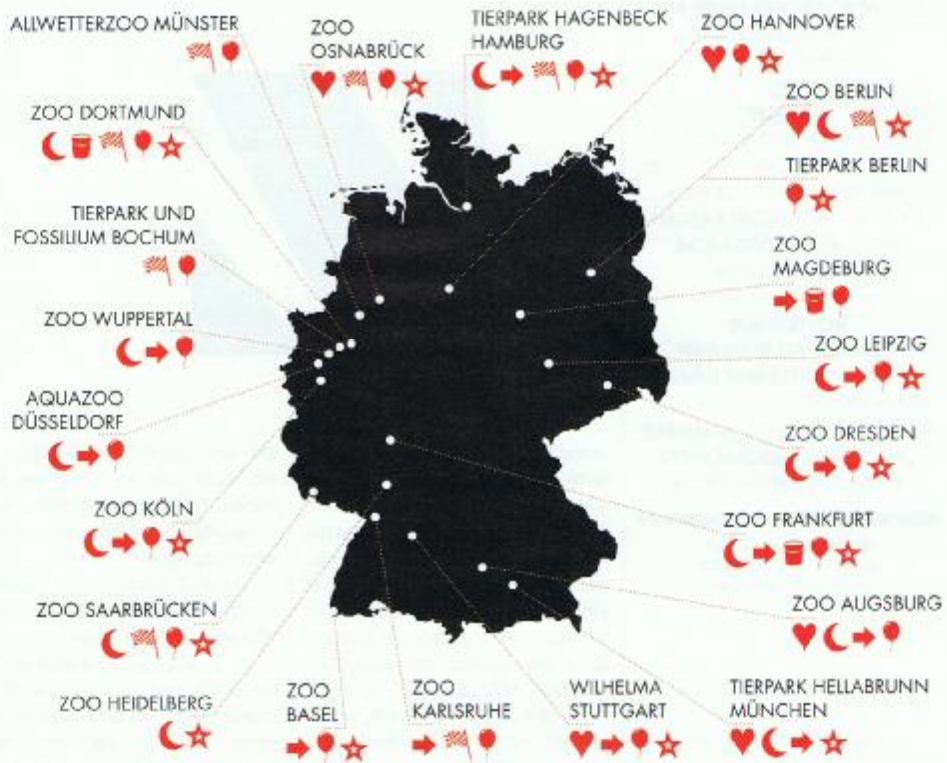 ALLWETTERZOO MÜNSTER
ZOO
OSNABRÜCK
TIERPARK HAGENBECK
HAMBURG
ZOO HANNOVER
ZOO DORTMUND
ZOO BERLIN
TIERPARK BERLIN
TIERPARK UND
FOSSILIUM BOCHUM
ZOO
MAGDEBURG
ZOO WUPPERTAL
ZOO LEIPZIG
AQUAZOO
DÜSSELDORF
ZOO DRESDEN
ZOO KÖLN
ZOO FRANKFURT
ZOO SAARBRÜCKEN
ZOO AUGSBURG
ZOO HEIDELBERG
ZOO
BASEL
ZOO
KARLSRUHE
WILHELMA
STUTTGART
TIERPARK HELLABRUNN
MÜNCHEN